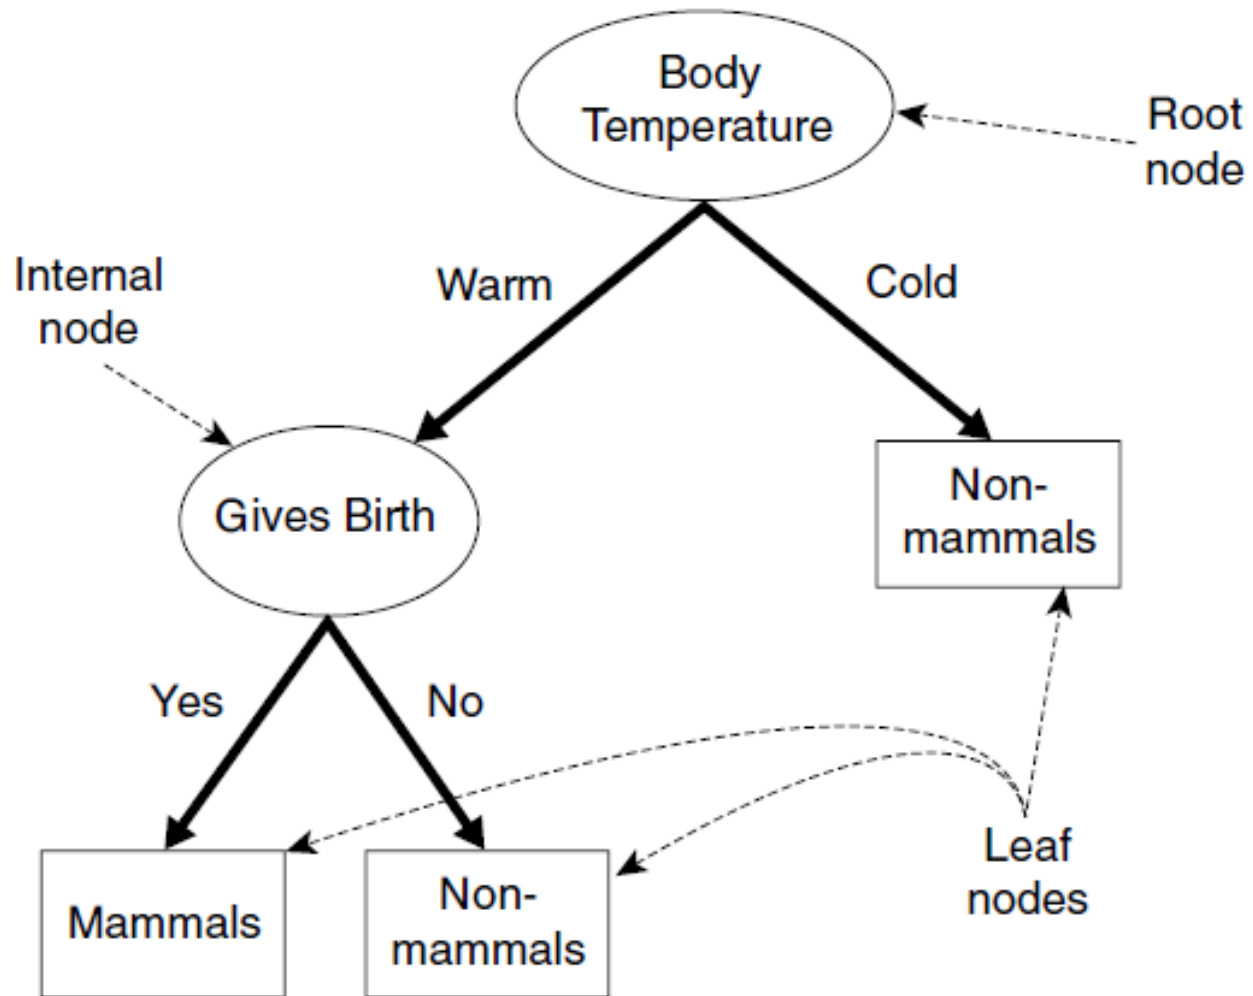 Body
Temperature
Root
node
Internal
node
Warm
Cold
Gives Birth
Non-
mammals
Yes
No
Mammals
Non-
mammals
Leaf
nodes